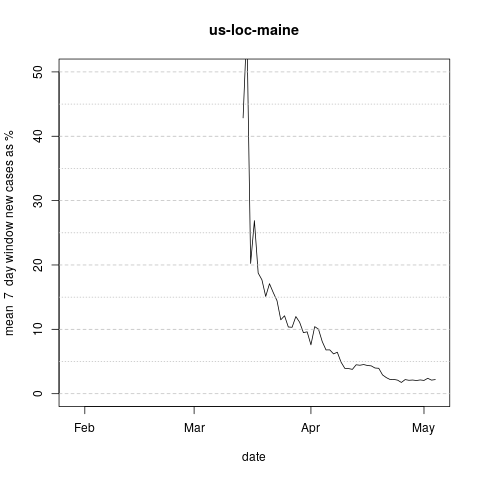 us-loc-maine
mean 7 day window new cases as %
50
40
30
20
10
0
Feb
Mar
Apr
May
date